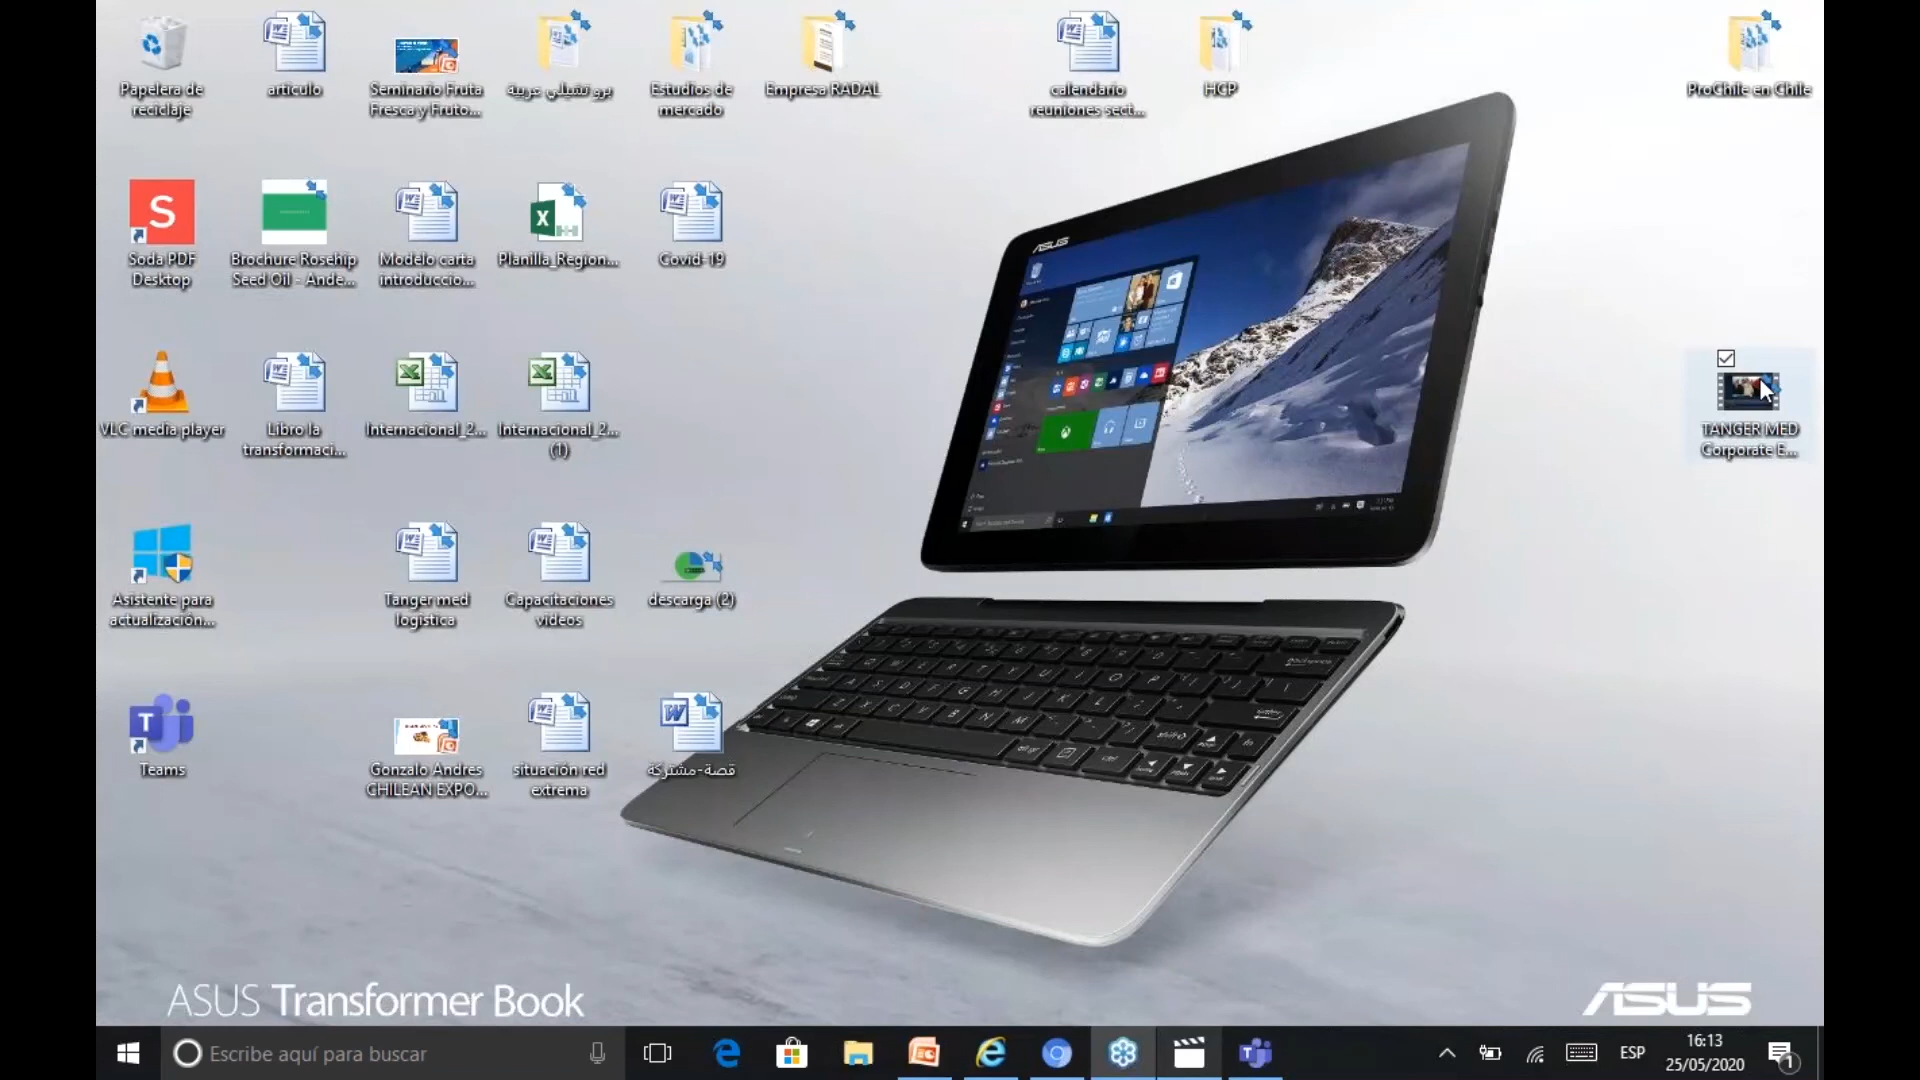 Papelera de
reciclaje
articulo
Seminario Fruta
Fresca y Fruto...
برو تشيلي عربية
Estudios de
mercado
Empresa RADAL
calendario
reuniones sect...
HCP
ProChile en Chile
S
Soda PDF
Desktop
Brochure Rosehip
Seed Oil - Ande...
Modelo carta
introduccio...
Planilla_Region...
Covid-19
ASUS
VLC media player
Libro la
transformaci...
Internacional_2...
Internacional_2...
(1)
TANGER MED
Corporate E...
Asistente para
actualización...
Tanger med
logistica
Capacitaciones
videos
descarga (2)
Teams
Gonzalo Andres
CHILEAN EXPO...
situación red
extrema
قصة-مشتركة
ASUS Transformer Book
ASUS
Escribe aquí para buscar
ESP
16:13
25/05/2020
1